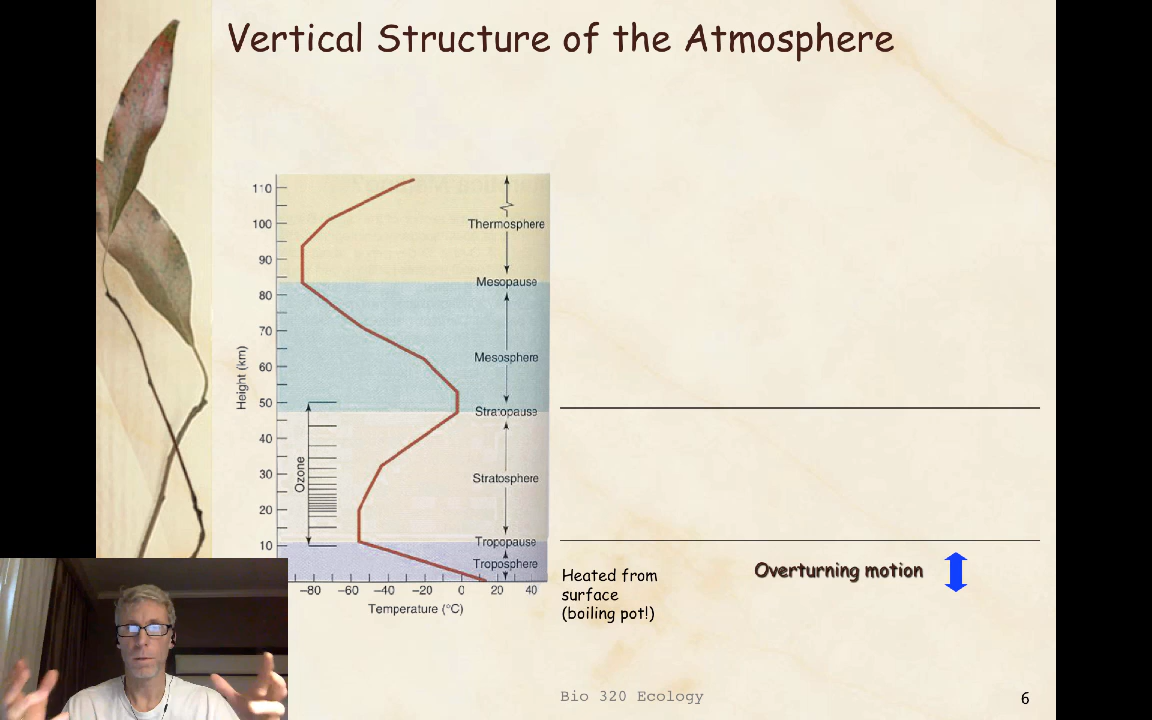 Vertical Structure of the Atmosphere
110
100
90
80
70
60
50
40
30
20
10
Height (km)
Ozone
Thermosphere
Mesopause
Mesosphere
Stratopause
Stratosphere
Tropopause
Troposphere
−80 −60 −40 −20 0 20 40
Temperature (°C)
Heated from
surface
(boiling pot!)
Overturning motion
Bio 320 Ecology
6